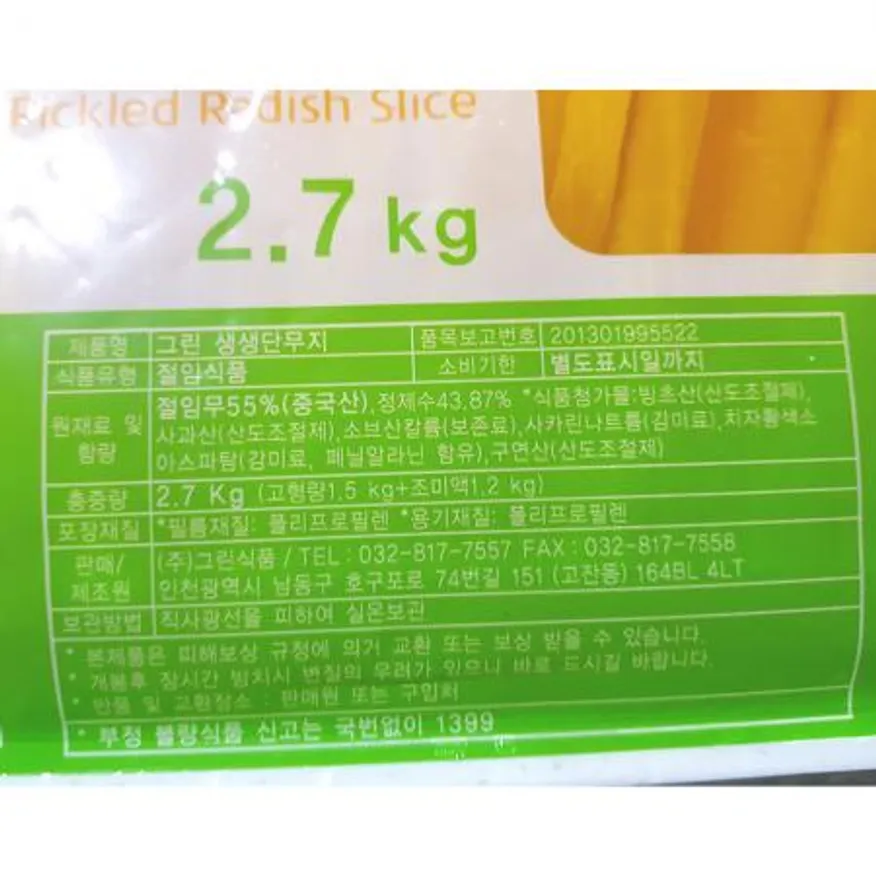 Pickled Radish Slice
2.7 kg
제품명 그린 생생단무지 품목보고번호 201301995522
식품유형 절임식품 소비기한 별도표시일까지
원재료 및 함량 절임무55%(중국산),정제수43.87% *식품첨가물:빙초산(산도조절제),
사과산(산도조절제),소브산칼륨(보존료),사카린나트륨(감미료),치자황색소
아스파탐(감미료, 페닐알라닌 함유),구연산(산도조절제)
총중량 2.7 Kg (고형량1.5 kg+조미액1.2 kg)
포장재질 *필름재질: 폴리프로필렌 *용기재질: 폴리프로필렌
판매/ (주)그린식품 / TEL : 032-817-7557 FAX : 032-817-7558
제조원 인천광역시 남동구 호구포로 74번길 151 (고잔동) 164BL 4LT
보관방법 직사광선을 피하여 실온보관
* 본제품은 피해보상 규정에 의거 교환 또는 보상 받을 수 있습니다.
* 개봉후 장시간 방치시 변질의 우려가 있으니 바로 드시길 바랍니다.
* 반품 및 교환장소 : 판매원 또는 구입처
* 부정 불량식품 신고는 국번없이 1399